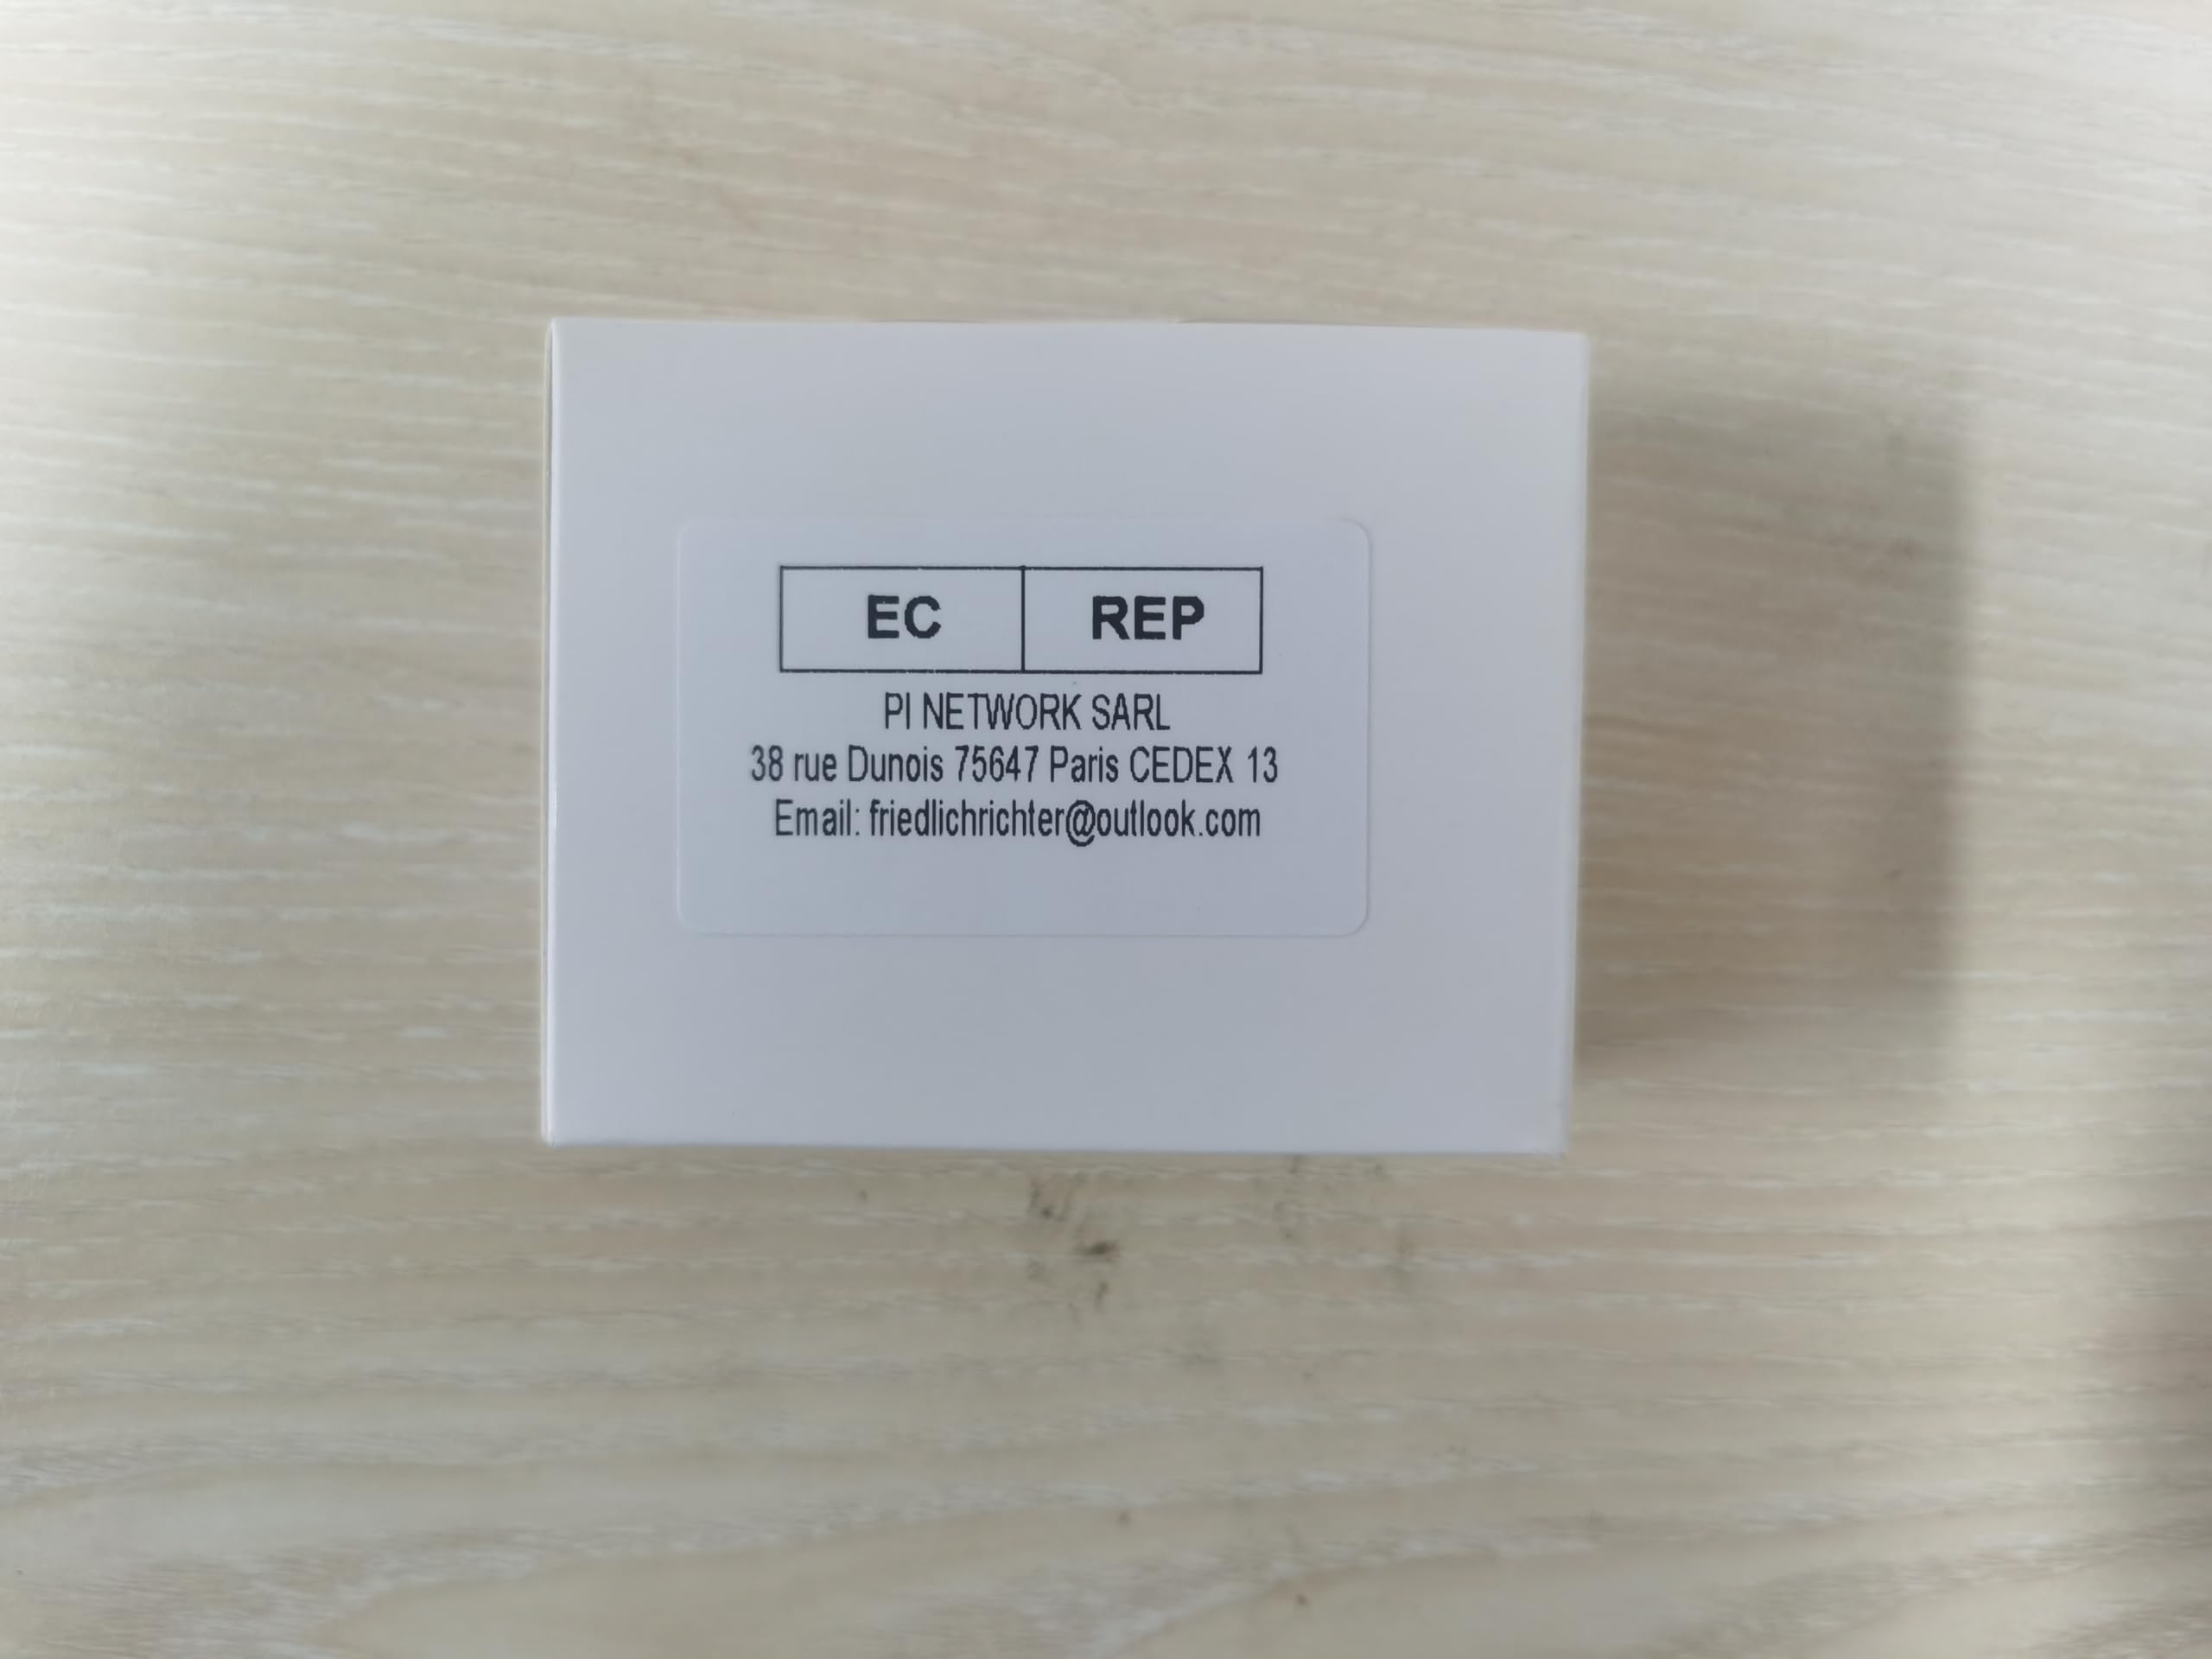 EC REP
PI NETWORK SARL
38 rue Dunois 75647 Paris CEDEX 13
Email: friedlichrichter@outlook.com